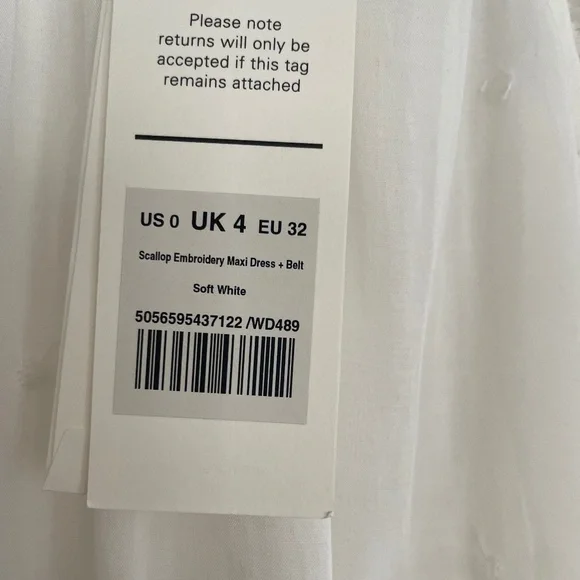 Please note
returns will only be
accepted if this tag
remains attached
US 0 UK 4 EU 32
Scallop Embroidery Maxi Dress + Belt
Soft White
5056595437122 /WD489